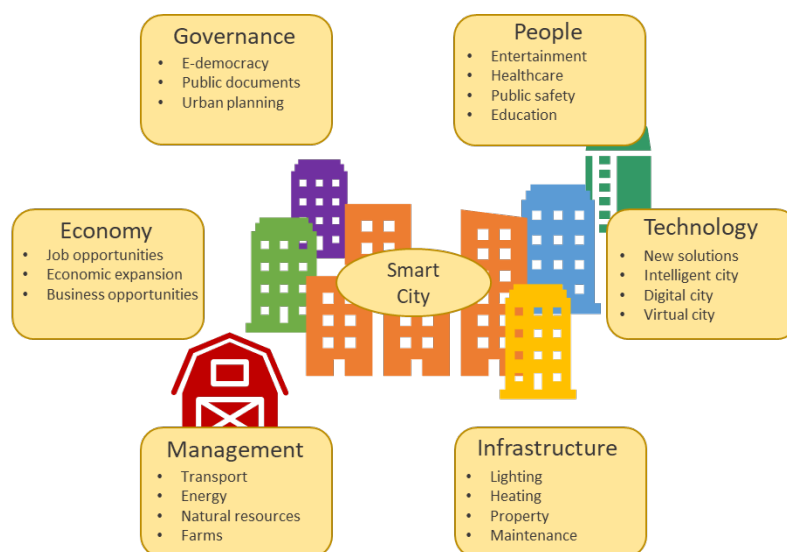 Governance
• E-democracy
• Public documents
• Urban planning
People
• Entertainment
• Healthcare
• Public safety
• Education
Economy
• Job opportunities
• Economic expansion
• Business opportunities
Smart
City
Technology
• New solutions
• Intelligent city
• Digital city
• Virtual city
Management
• Transport
• Energy
• Natural resources
• Farms
Infrastructure
• Lighting
• Heating
• Property
• Maintenance